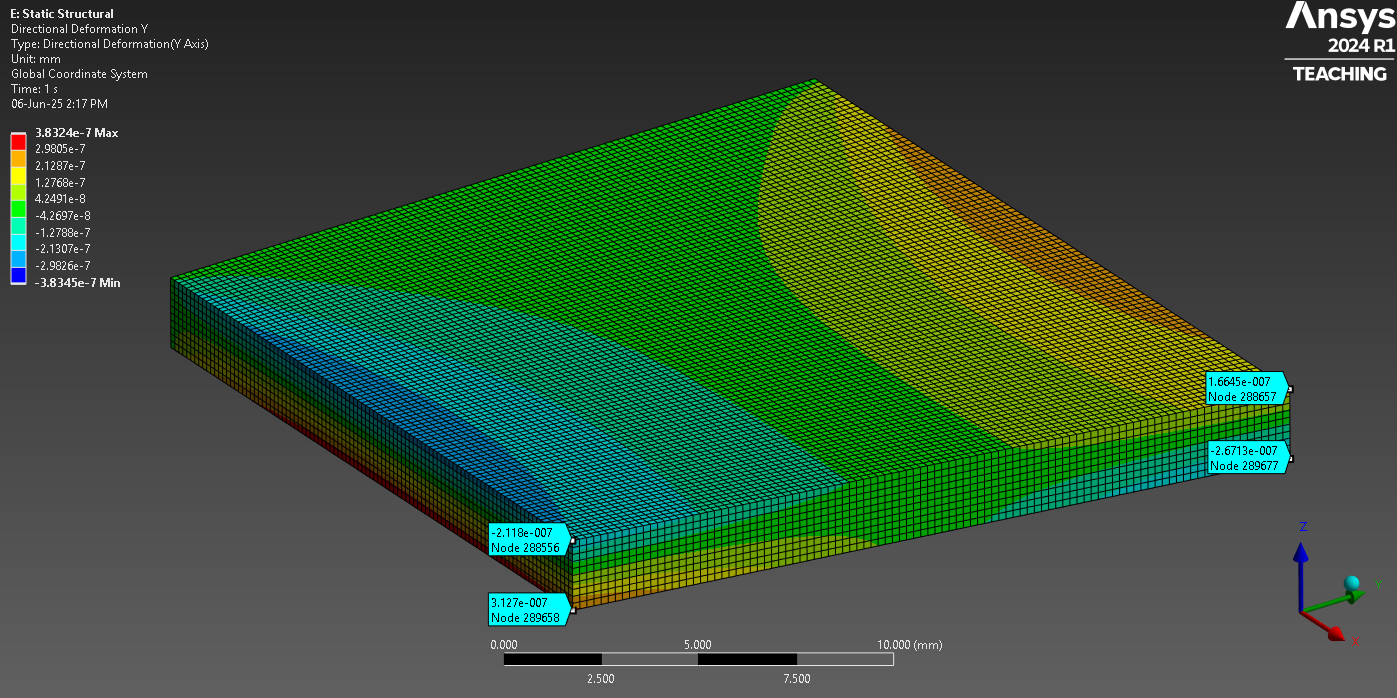 E: Static Structural
Directional Deformation Y
Type: Directional Deformation(Y Axis)
Unit: mm
Global Coordinate System
Time: 1 s
06-Jun-25 2:17 PM
3.8324e-7 Max
2.9805e-7
2.1287e-7
1.2768e-7
4.2491e-8
-4.2697e-8
-1.2788e-7
-2.1307e-7
-2.9826e-7
-3.8345e-7 Min
Ansys
2024 R1
TEACHING
1.6645e-007
Node 288657
-2.6713e-007
Node 289677
-2.118e-007
Node 288556
3.127e-007
Node 289658
0.000
5.000
10.000 (mm)
2.500
7.500
Z
Y
X